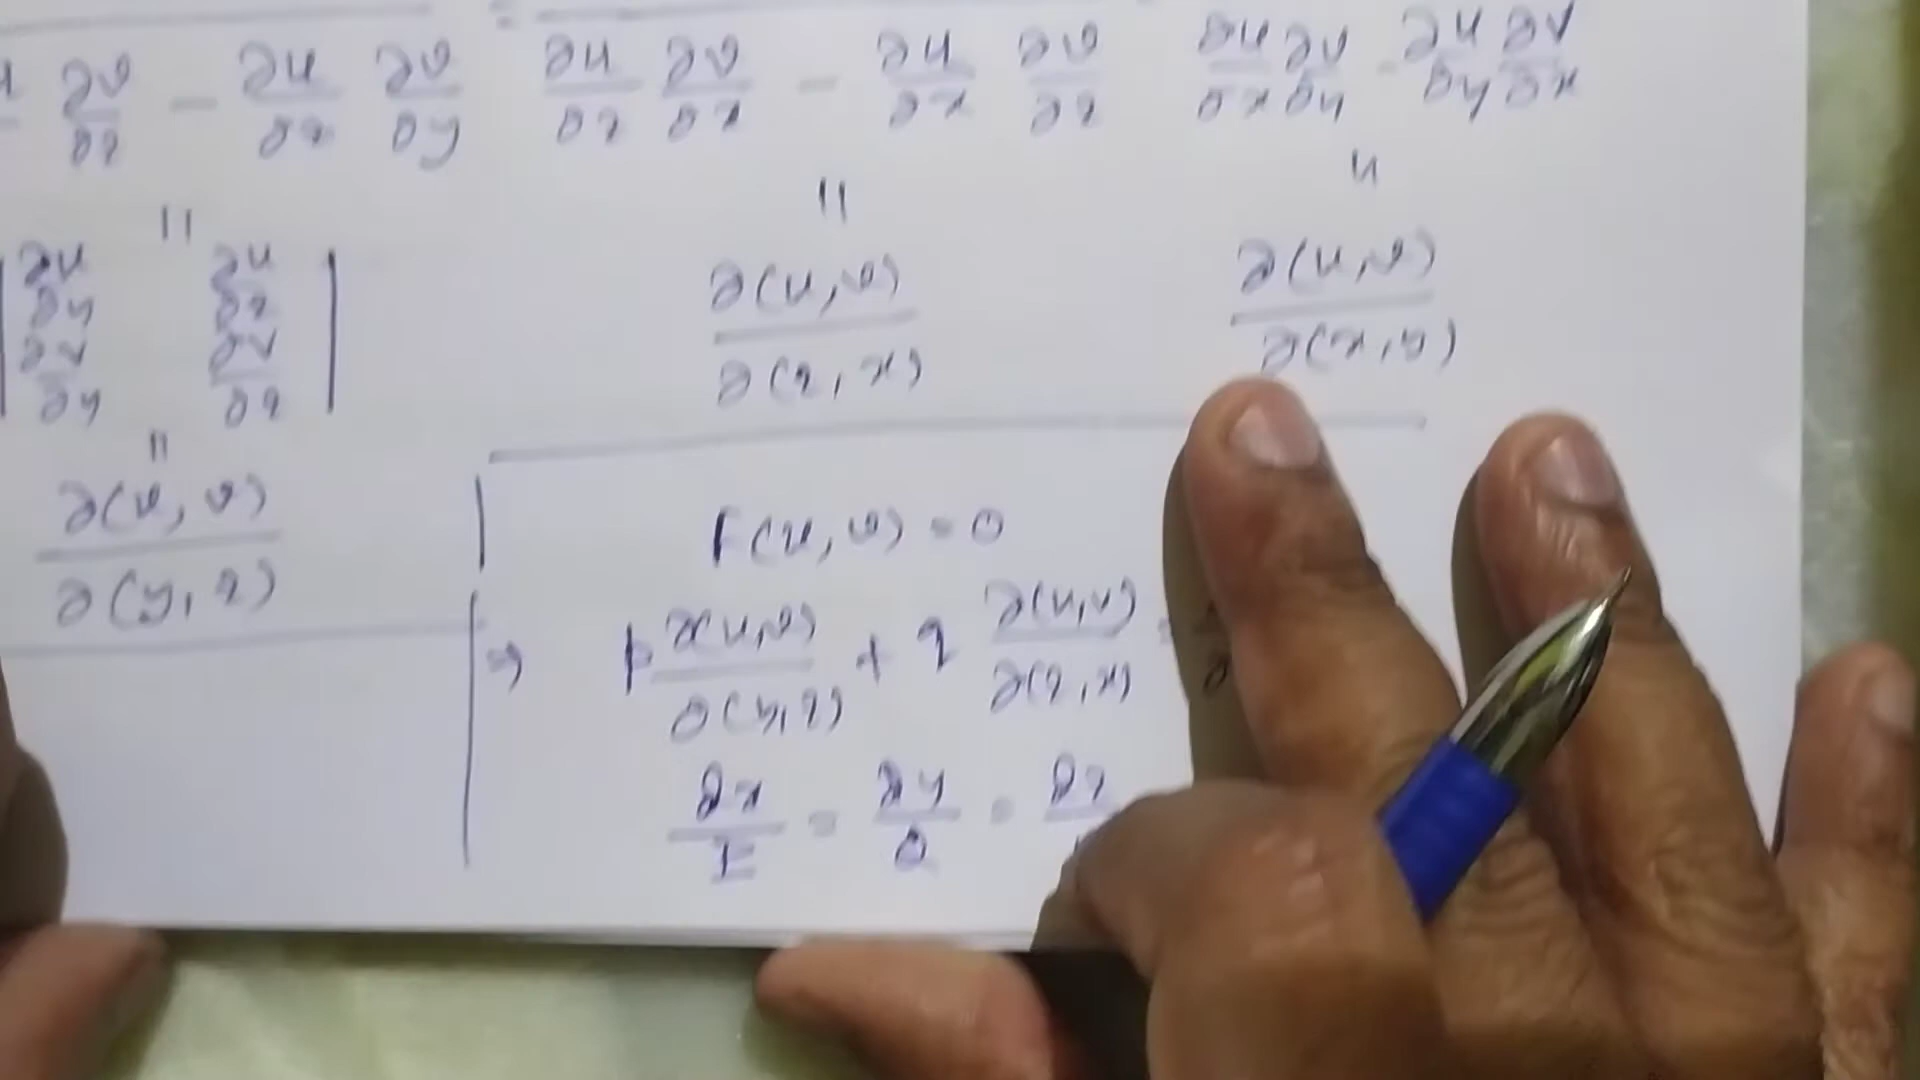 ∂v/∂z − ∂u/∂z ∂v/∂y = ∂u/∂z ∂v/∂x − ∂u/∂x ∂v/∂z ∂u/∂x ∂v/∂y - ∂u/∂y ∂v/∂x
|| || ||
| ∂u/∂y ∂u/∂z | ∂(u,v)/∂(z,x) ∂(u,v)/∂(x,y)
| ∂v/∂y ∂v/∂z |
||
∂(u,v)/∂(y,z)
F(u,v) = 0
⇒ p ∂(u,v)/∂(y,z) + q ∂(u,v)/∂(z,x) =
∂y = ∂z